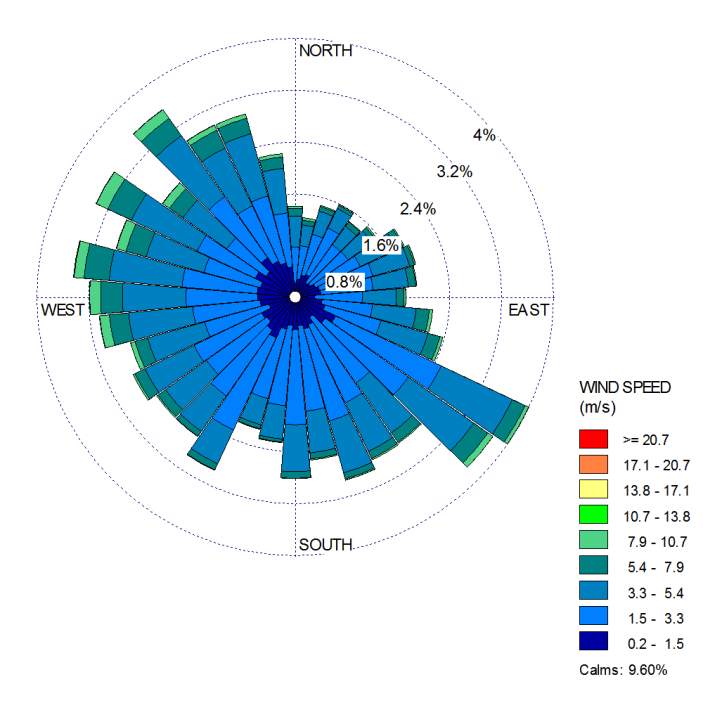 NORTH
4%
3.2%
2.4%
1.6%
0.8%
WEST
EAST
SOUTH
WIND SPEED
(m/s)
>= 20.7
17.1 - 20.7
13.8 - 17.1
10.7 - 13.8
7.9 - 10.7
5.4 - 7.9
3.3 - 5.4
1.5 - 3.3
0.2 - 1.5
Calms: 9.60%